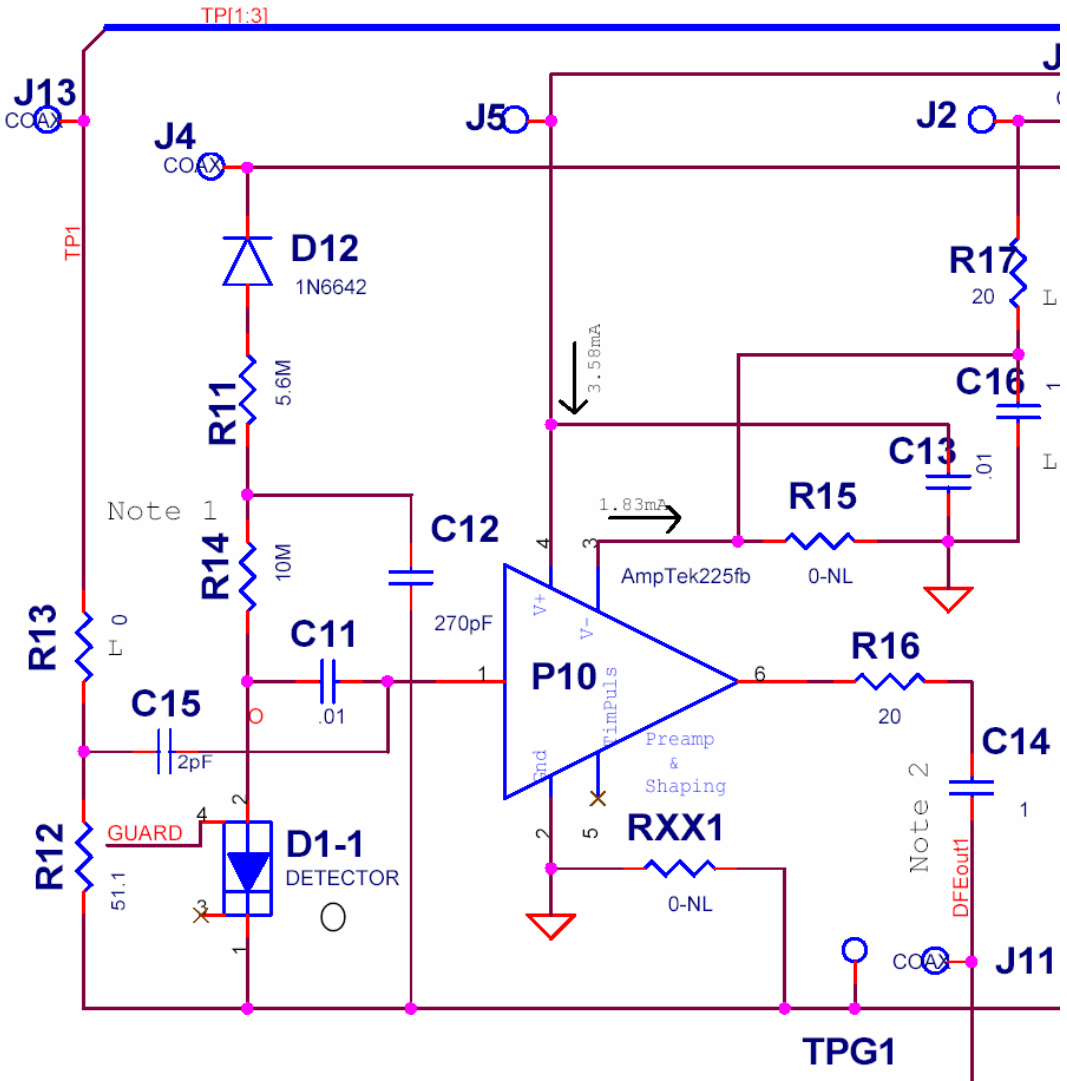 TP[1:3]
J13
COAX
J4
COAX
J5
J2
J
TP1
D12
1N6642
R17
20
L
3.58mA
R11
5.6M
C16
1
C13
.01
L
Note 1
1.83mA
R15
0-NL
C12
270pF
4
3
AmpTek225fb
R14
10M
V+
V-
R13
0
L
C11
.01
1
P10
6
R16
20
TimPuls
C15
2pF
O
Gnd
Preamp
&
Shaping
C14
1
Note 2
2
4
GUARD
R12
51.1
D1-1
DETECTOR
O
3
1
2
5
RXX1
0-NL
DFEout1
COAX
J11
TPG1